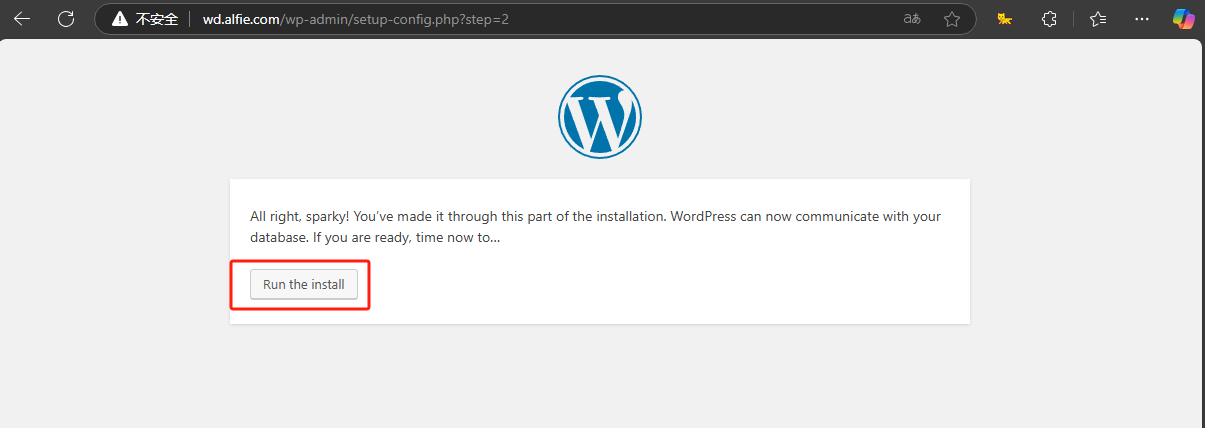 不安全 wd.alfie.com/wp-admin/setup-config.php?step=2 aあ
All right, sparky! You’ve made it through this part of the installation. WordPress can now communicate with your
database. If you are ready, time now to…
Run the install